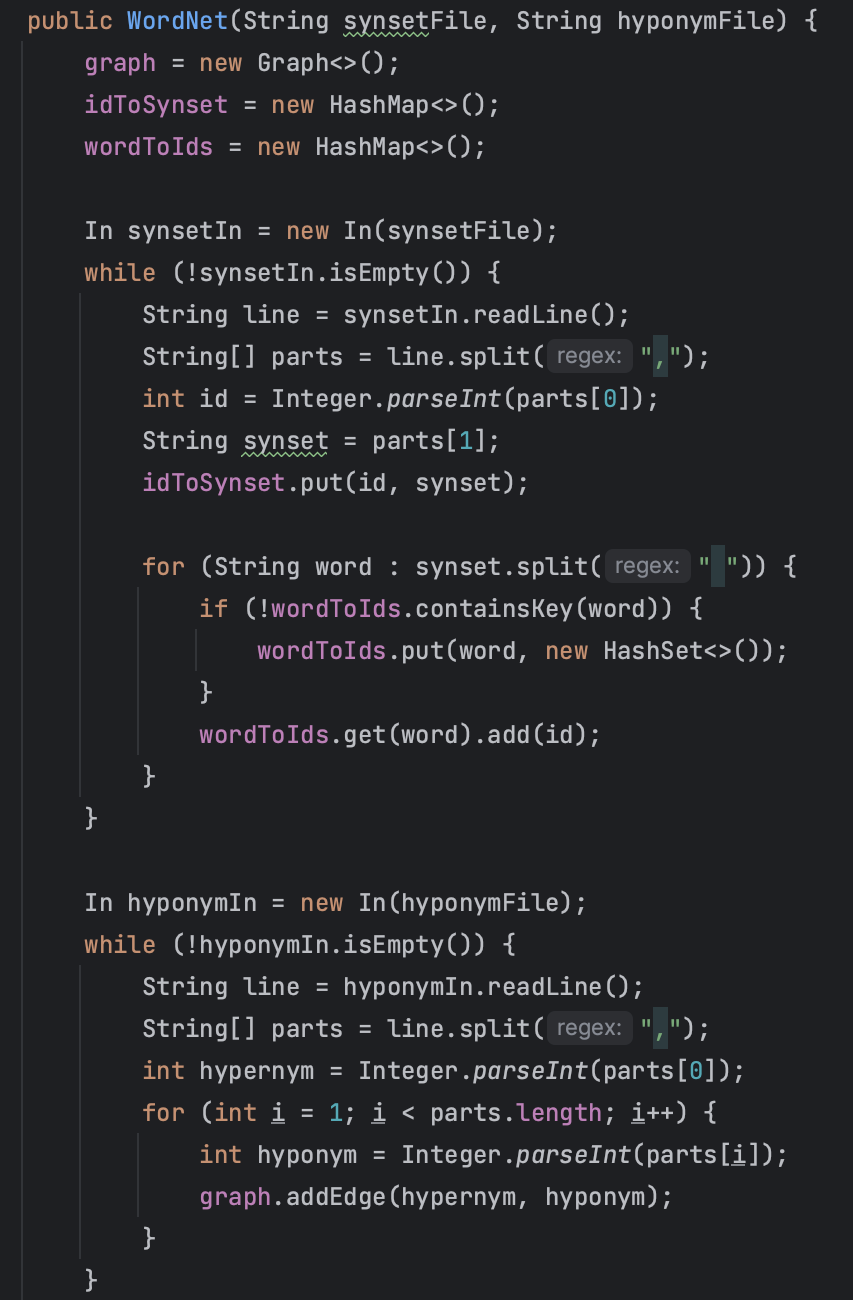 public WordNet(String synsetFile, String hyponymFile) {
graph = new Graph<>();
idToSynset = new HashMap<>();
wordToIds = new HashMap<>();
In synsetIn = new In(synsetFile);
while (!synsetIn.isEmpty()) {
String line = synsetIn.readLine();
String[] parts = line.split( regex: ",");
int id = Integer.parseInt(parts[0]);
String synset = parts[1];
idToSynset.put(id, synset);
for (String word : synset.split( regex: " ")) {
if (!wordToIds.containsKey(word)) {
wordToIds.put(word, new HashSet<>());
}
wordToIds.get(word).add(id);
}
}
In hyponymIn = new In(hyponymFile);
while (!hyponymIn.isEmpty()) {
String line = hyponymIn.readLine();
String[] parts = line.split( regex: ",");
int hypernym = Integer.parseInt(parts[0]);
for (int i = 1; i < parts.length; i++) {
int hyponym = Integer.parseInt(parts[i]);
graph.addEdge(hypernym, hyponym);
}
}